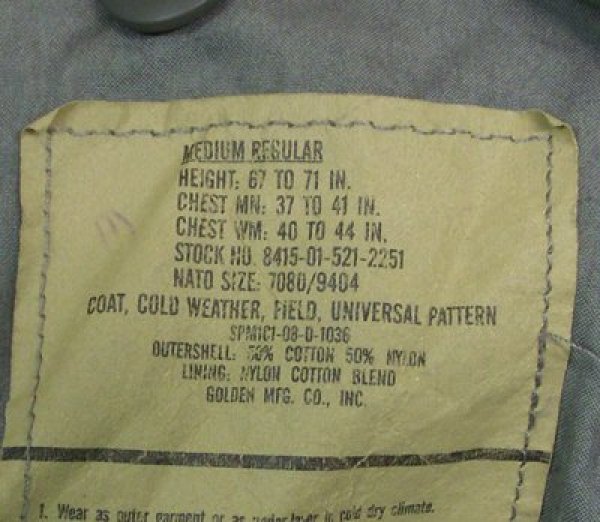 MEDIUM REGULAR
HEIGHT: 67 TO 71 IN.
CHEST MN: 37 TO 41 IN.
CHEST WM: 40 TO 44 IN.
STOCK NO. 8415-01-521-2251
NATO SIZE: 7080/9404
COAT, COLD WEATHER, FIELD, UNIVERSAL PATTERN
SPM1C1-08-D-1036
OUTERSHELL: 50% COTTON 50% NYLON
LINING: NYLON COTTON BLEND
GOLDEN MFG. CO., INC.
1. Wear as outer garment or as under layer in cold dry climate.